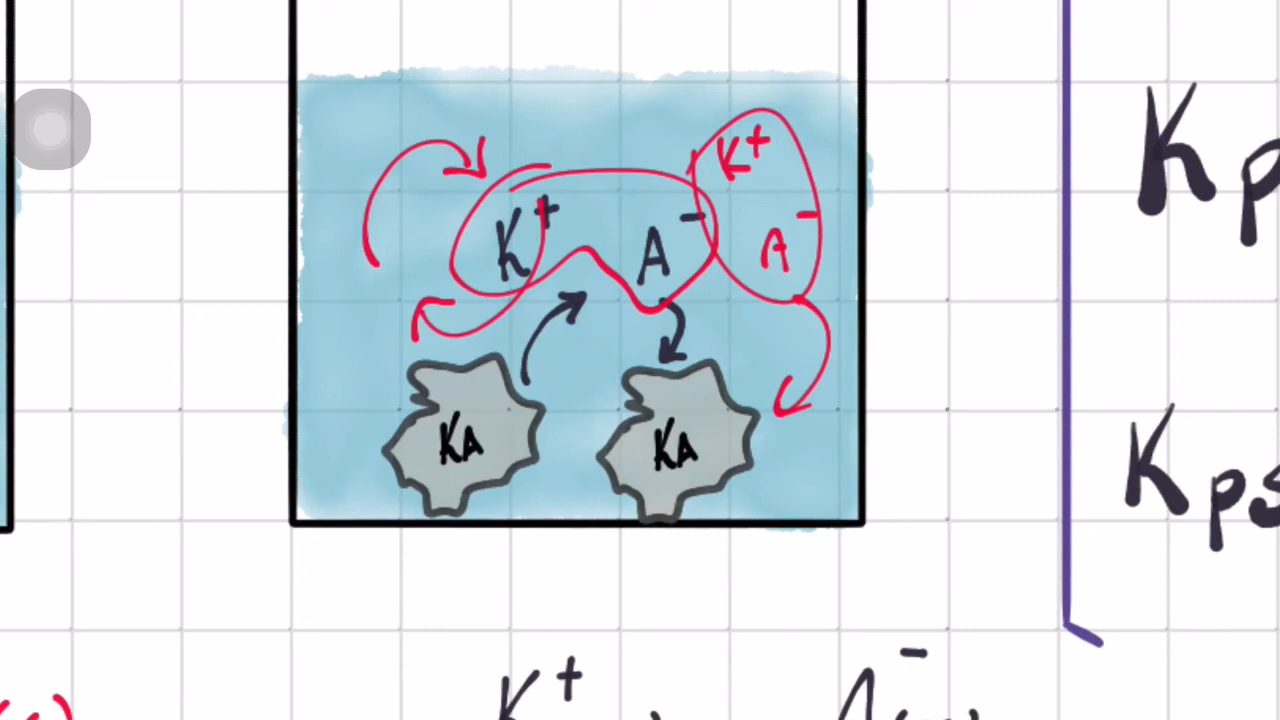 K+
K+ A-
A-
KA KA
Kp
Kps
K+ A-